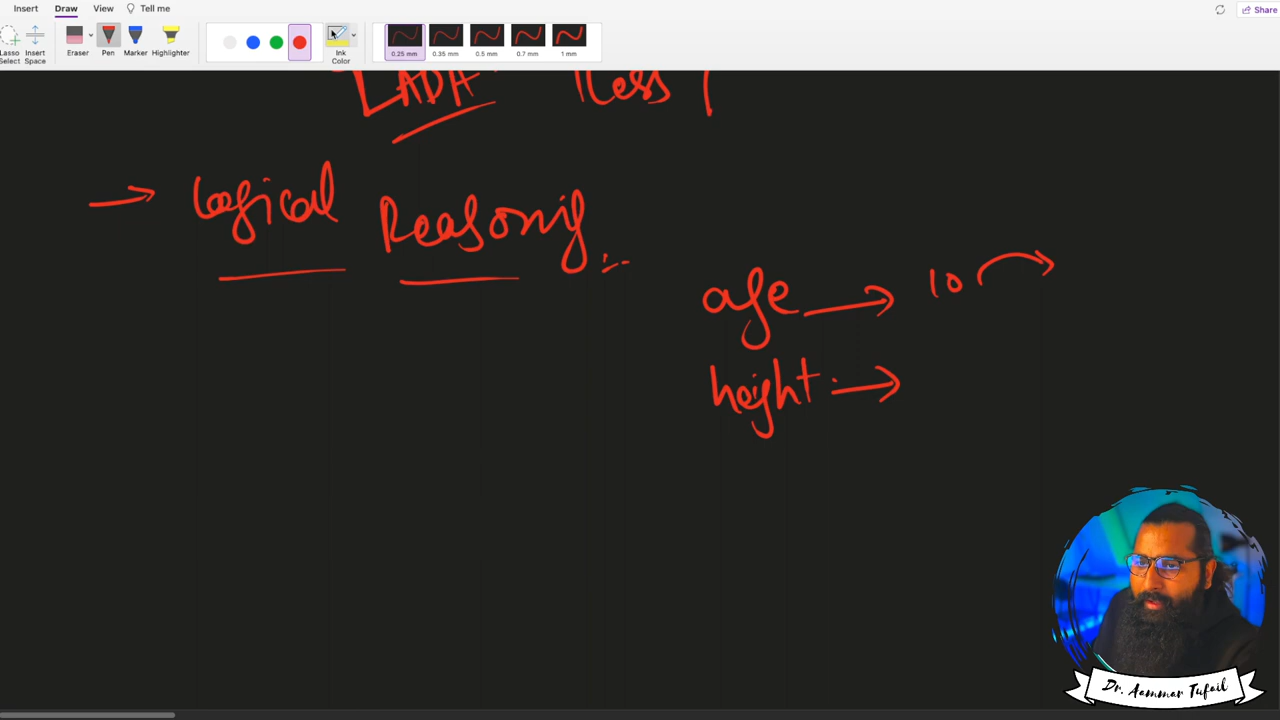 Insert Draw View Tell me
Share
Eraser Pen Marker Highlighter
Lasso Select Insert Space
Ink Color
0.25 mm 0.35 mm 0.5 mm 0.7 mm 1 mm
→ Logical Reasoning :-
age → 10
height →
Dr. Aammar Tufail